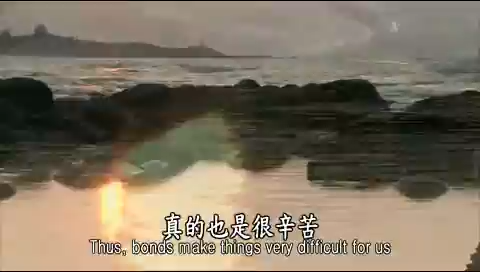 真的也是很辛苦
Thus, bonds make things very difficult for us